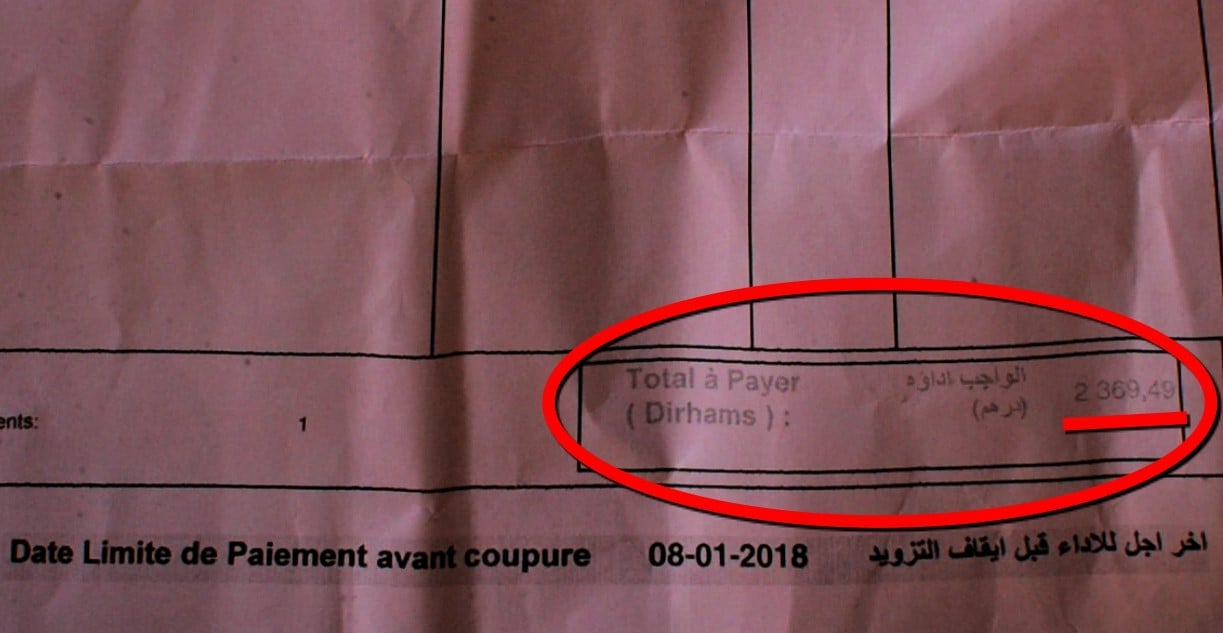 Total à Payer الواجب اداؤه 2 369,49
( Dirhams ) : (درهم)
ents: 1
Date Limite de Paiement avant coupure 08-01-2018 اخر اجل للاداء قبل ايقاف التزويد